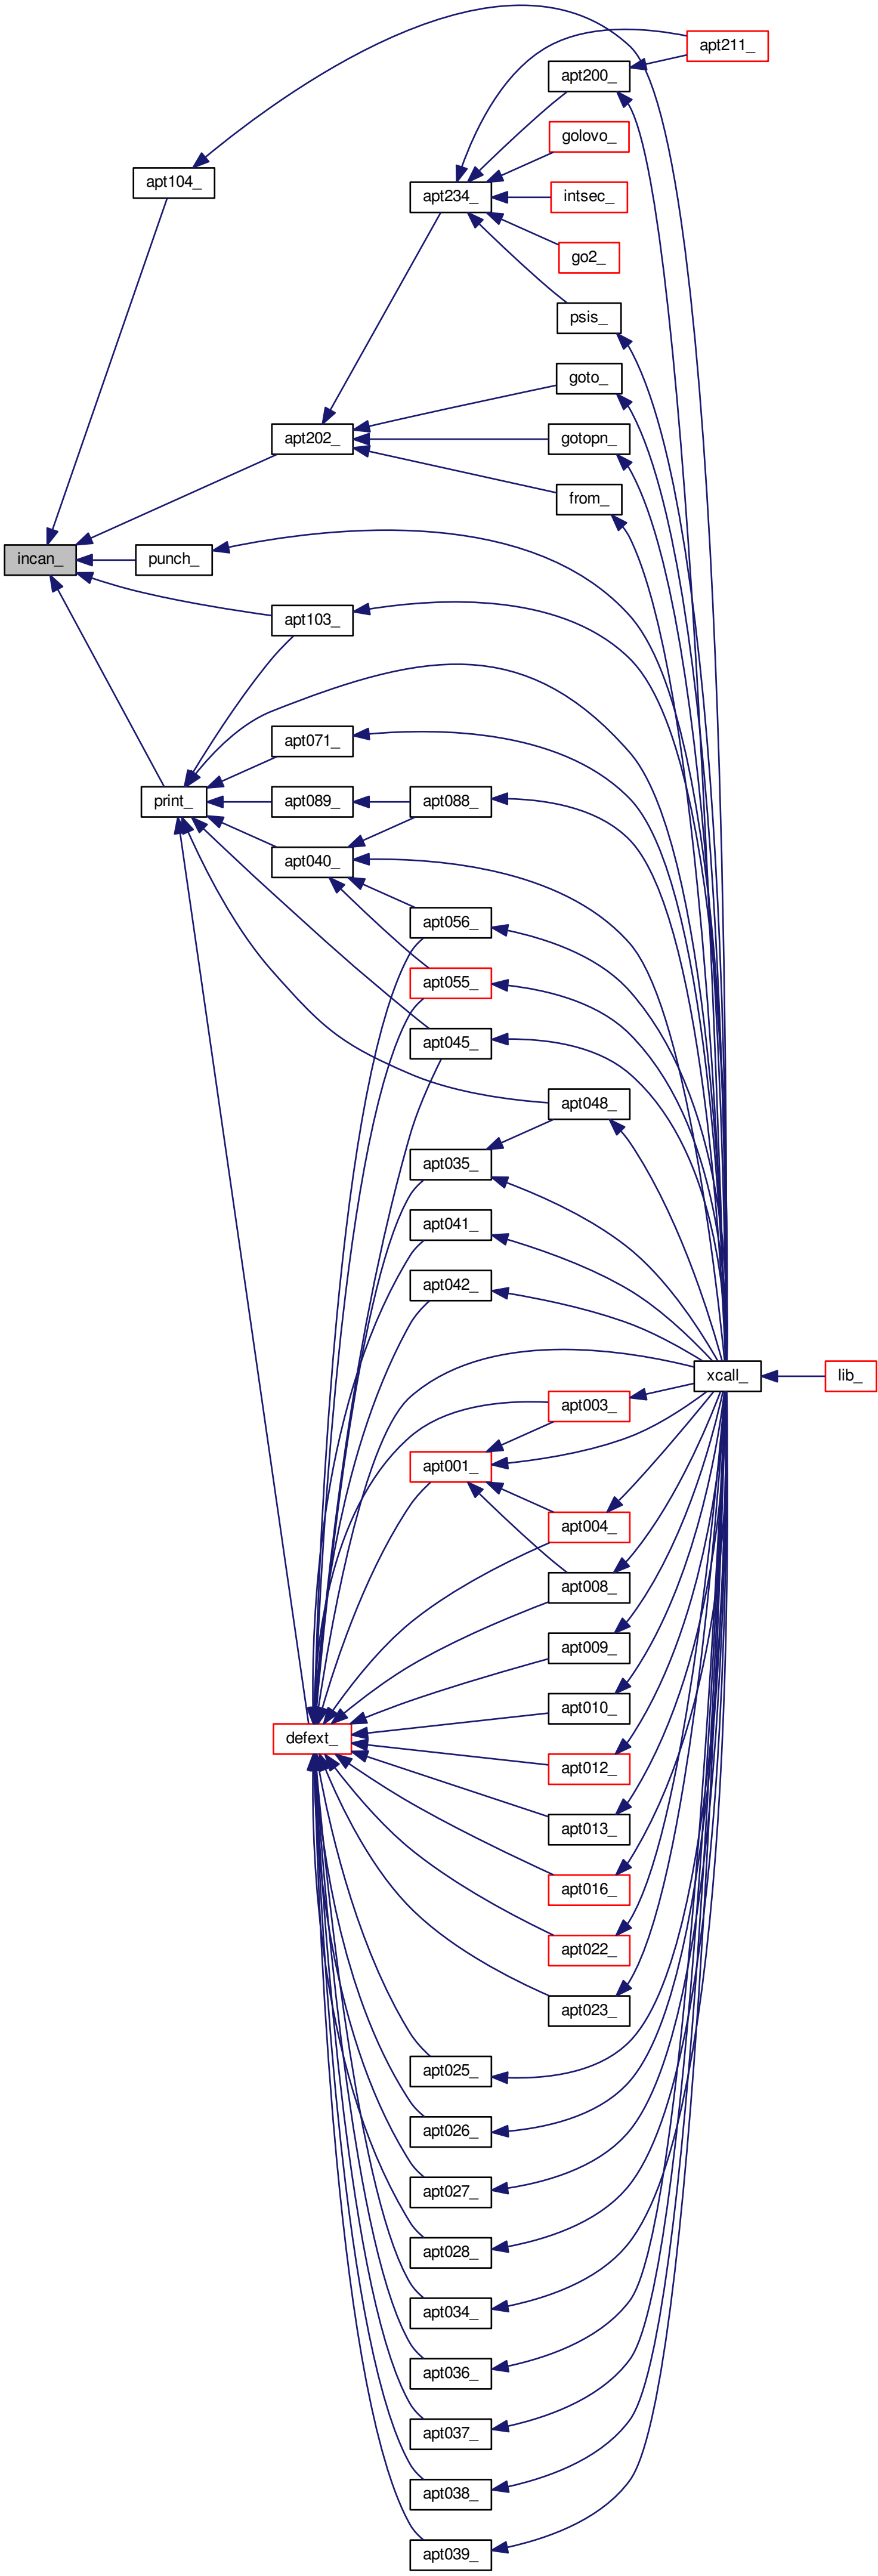 apt211_
apt200_
golovo_
apt104_
apt234_
intsec_
go2_
psis_
goto_
apt202_
gotopn_
from_
incan_
punch_
apt103_
apt071_
print_
apt089_
apt088_
apt040_
apt056_
apt055_
apt045_
apt048_
apt035_
apt041_
apt042_
xcall_
lib_
apt003_
apt001_
apt004_
apt008_
apt009_
apt010_
defext_
apt012_
apt013_
apt016_
apt022_
apt023_
apt025_
apt026_
apt027_
apt028_
apt034_
apt036_
apt037_
apt038_
apt039_